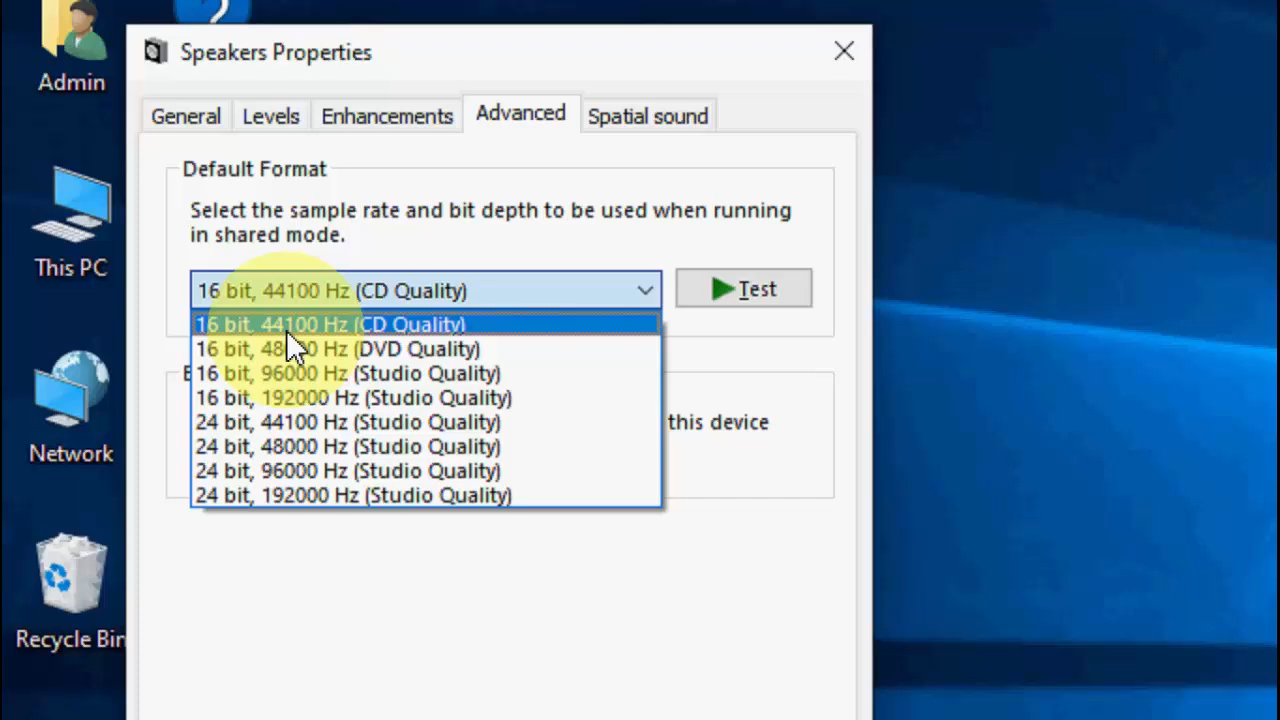 Admin
This PC
Network
Recycle Bin
Speakers Properties
General
Levels
Enhancements
Advanced
Spatial sound
Default Format
Select the sample rate and bit depth to be used when running
in shared mode.
16 bit, 44100 Hz (CD Quality)
Test
16 bit, 44100 Hz (CD Quality)
16 bit, 48000 Hz (DVD Quality)
16 bit, 96000 Hz (Studio Quality)
16 bit, 192000 Hz (Studio Quality)
24 bit, 44100 Hz (Studio Quality)
24 bit, 48000 Hz (Studio Quality)
24 bit, 96000 Hz (Studio Quality)
24 bit, 192000 Hz (Studio Quality)
this device